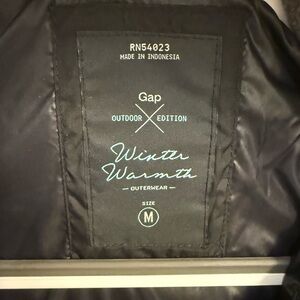 RN54023
MADE IN INDONESIA
Gap
OUTDOOR EDITION
Winter
Warmth
—OUTERWEAR—
SIZE
M